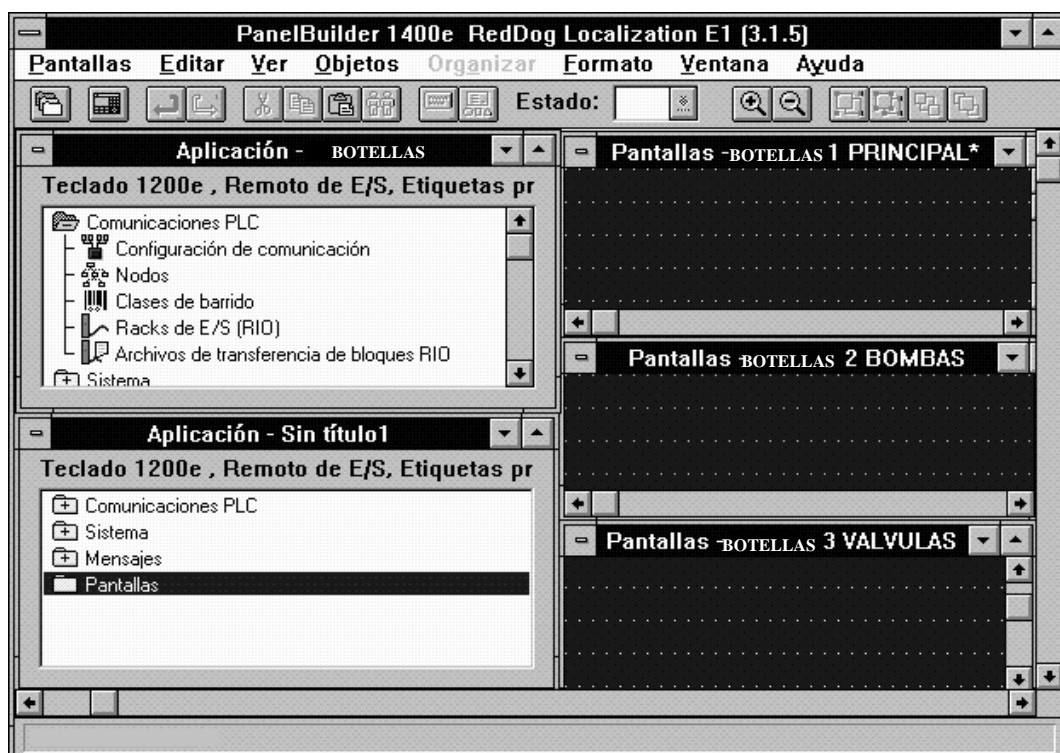 PanelBuilder 1400e RedDog Localization E1 (3.1.5)
Pantallas Editar Ver Objetos Organizar Formato Ventana Ayuda
Estado:
Aplicación - BOTELLAS
Teclado 1200e , Remoto de E/S, Etiquetas pr
Comunicaciones PLC
Configuración de comunicación
Nodos
Clases de barrido
Racks de E/S (RIO)
Archivos de transferencia de bloques RIO
Sistema
Aplicación - Sin título1
Teclado 1200e , Remoto de E/S, Etiquetas pr
Comunicaciones PLC
Sistema
Mensajes
Pantallas
Pantallas -BOTELLAS 1 PRINCIPAL*
Pantallas -BOTELLAS 2 BOMBAS
Pantallas -BOTELLAS 3 VALVULAS